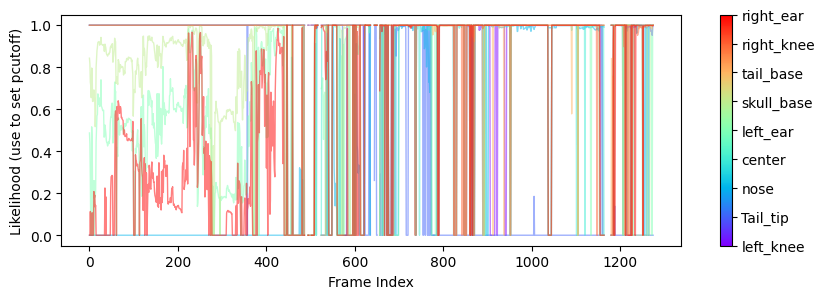 Likelihood (use to set pcutoff)
1.0
0.8
0.6
0.4
0.2
0.0
0
200
400
600
800
1000
1200
Frame Index
right_ear
right_knee
tail_base
skull_base
left_ear
center
nose
Tail_tip
left_knee